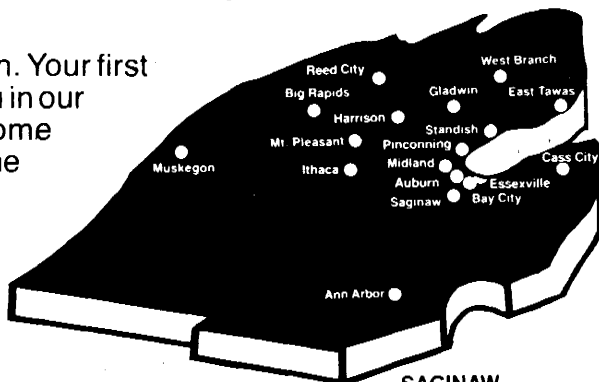 n. Your first
in our
ome
ne
West Branch
Reed City
Big Rapids
Gladwin
East Tawas
Harrison
Standish
Mt. Pleasant
Pinconning
Midland
Cass City
Muskegon
Ithaca
Auburn
Essexville
Saginaw
Bay City
Ann Arbor
SAGINAW